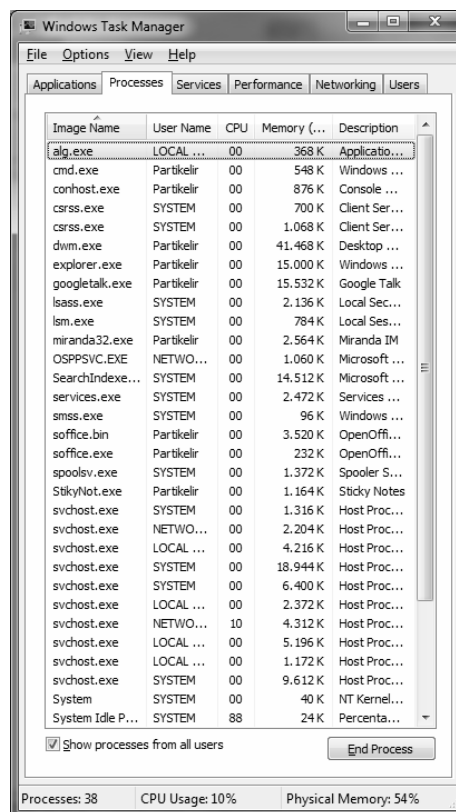 Windows Task Manager
File Options View Help
Applications Processes Services Performance Networking Users
Image Name User Name CPU Memory (... Description
alg.exe LOCAL ... 00 368 K Applicatio...
cmd.exe Partikelir 00 548 K Windows ...
conhost.exe Partikelir 00 876 K Console ...
csrss.exe SYSTEM 00 700 K Client Ser...
csrss.exe SYSTEM 00 1.068 K Client Ser...
dwm.exe Partikelir 00 41.468 K Desktop ...
explorer.exe Partikelir 00 15.000 K Windows ...
googletalk.exe Partikelir 00 15.532 K Google Talk
lsass.exe SYSTEM 00 2.136 K Local Sec...
lsm.exe SYSTEM 00 784 K Local Ses...
miranda32.exe Partikelir 00 2.564 K Miranda IM
OSPPSVC.EXE NETWO... 00 1.060 K Microsoft ...
SearchIndexe... SYSTEM 00 14.512 K Microsoft ...
services.exe SYSTEM 00 2.472 K Services ...
smss.exe SYSTEM 00 96 K Windows ...
soffice.bin Partikelir 00 3.520 K OpenOffi...
soffice.exe Partikelir 00 232 K OpenOffi...
spoolsv.exe SYSTEM 00 1.372 K Spooler S...
StikyNot.exe Partikelir 00 1.164 K Sticky Notes
svchost.exe SYSTEM 00 1.316 K Host Proc...
svchost.exe NETWO... 00 2.204 K Host Proc...
svchost.exe LOCAL ... 00 4.216 K Host Proc...
svchost.exe SYSTEM 00 18.944 K Host Proc...
svchost.exe SYSTEM 00 6.400 K Host Proc...
svchost.exe LOCAL ... 00 2.372 K Host Proc...
svchost.exe NETWO... 10 4.312 K Host Proc...
svchost.exe LOCAL ... 00 5.196 K Host Proc...
svchost.exe LOCAL ... 00 1.172 K Host Proc...
svchost.exe SYSTEM 00 9.612 K Host Proc...
System SYSTEM 00 40 K NT Kernel...
System Idle P... SYSTEM 88 24 K Percenta...
Show processes from all users End Process
Processes: 38 CPU Usage: 10% Physical Memory: 54%